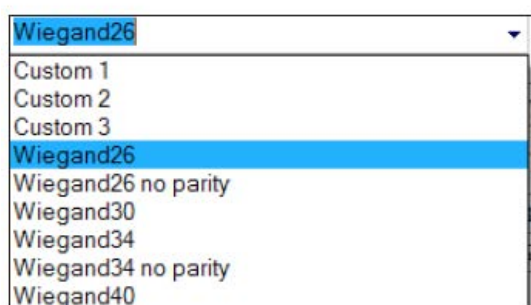 Wiegand26
Custom 1
Custom 2
Custom 3
Wiegand26
Wiegand26 no parity
Wiegand30
Wiegand34
Wiegand34 no parity
Wiegand40